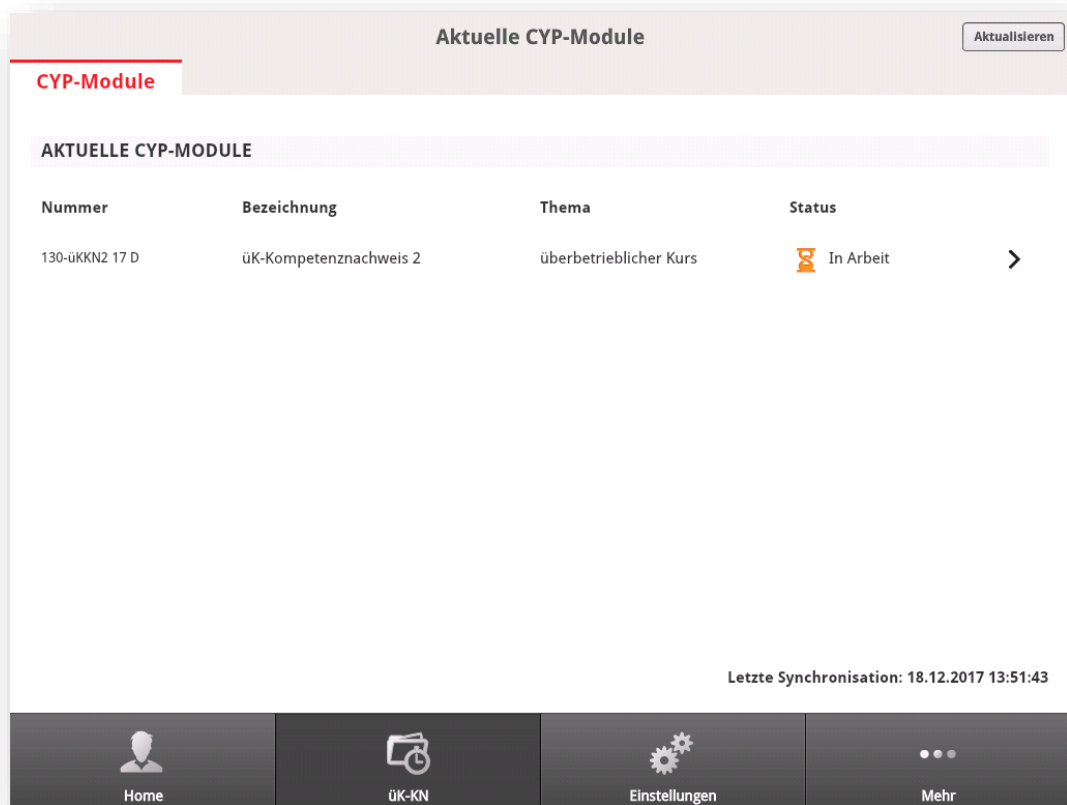 Aktuelle CYP-Module
Aktualisieren
CYP-Module
AKTUELLE CYP-MODULE
Nummer Bezeichnung Thema Status
130-üKKN2 17 D üK-Kompetenznachweis 2 überbetrieblicher Kurs In Arbeit
Letzte Synchronisation: 18.12.2017 13:51:43
Home üK-KN Einstellungen Mehr